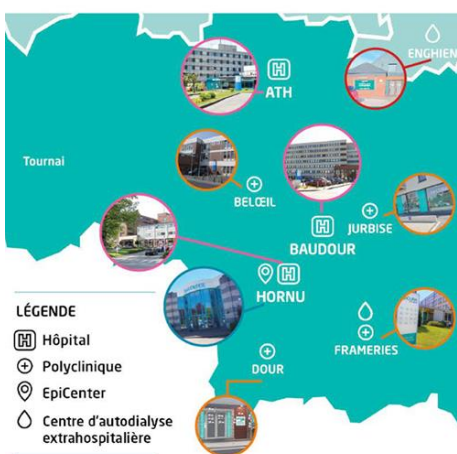 ENGHIEN
ATH
Tournai
BELŒIL
JURBISE
BAUDOUR
HORNU
LÉGENDE
Hôpital
Polyclinique
EpiCenter
Centre d'autodialyse
extrahospitalière
FRAMERIES
DOUR